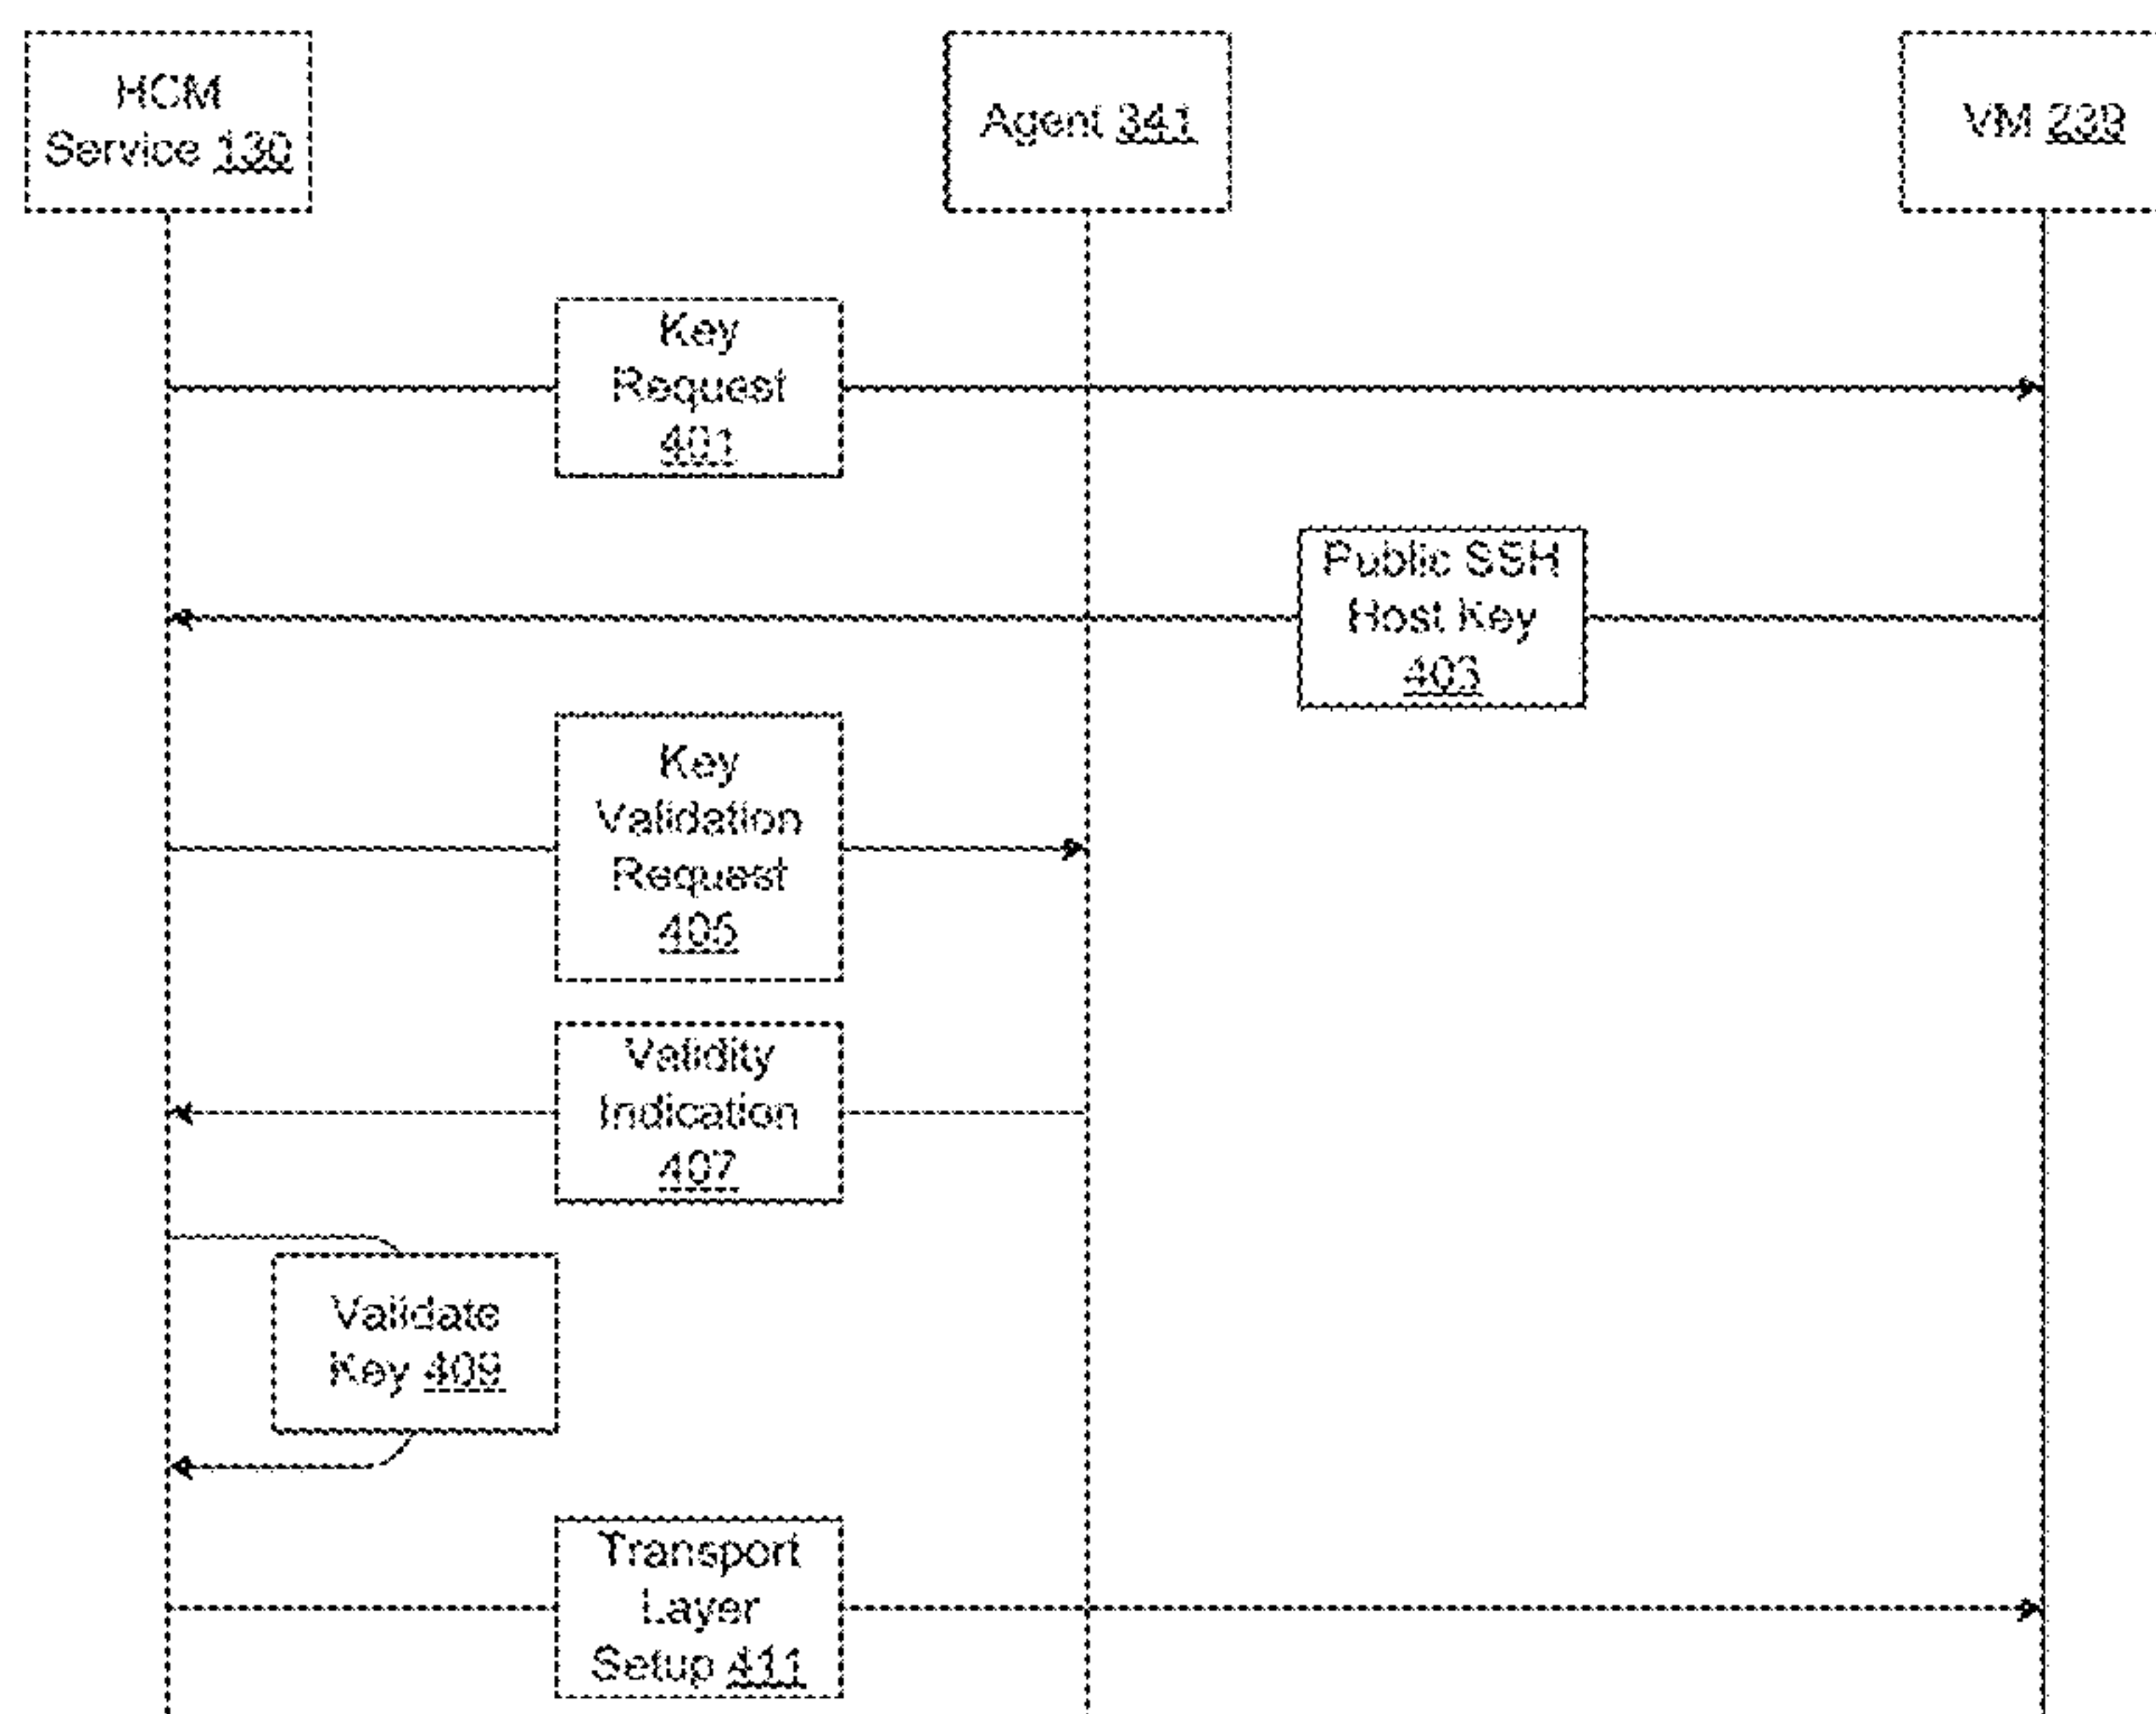 HCM
Service 130
Agent 341
VM 239
Key
Request
401
Public SSH
Host Key
403
Key
Validation
Request
405
Validity
Indication
407
Validate
Key 409
Transport
Layer
Setup 411